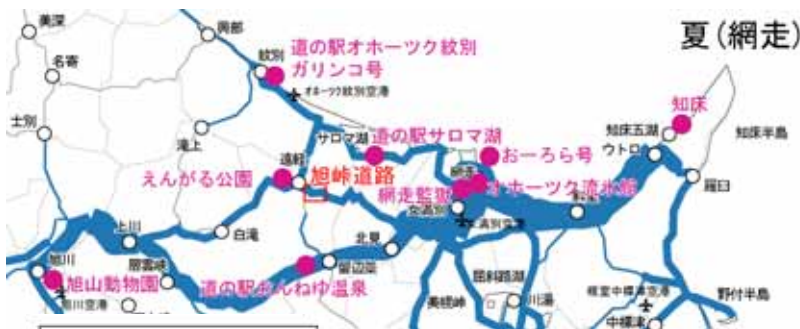 夏（網走）
美深
興部
紋別
道の駅オホーツク紋別
ガリンコ号
オホーツク紋別空港
名寄
士別
滝上
サロマ湖
道の駅サロマ湖
知床
知床五湖
知床半島
ウトロ
羅臼
おーろら号
網走
オホーツク流氷館
網走監獄
女満別
女満別空港
えんがる公園
遠軽
旭峠道路
白滝
上川
層雲峡
旭川
旭山動物園
旭川空港
道の駅おんねゆ温泉
留辺蘂
北見
美幌峠
屈斜路湖
川湯
根室中標津空港
中標津
野付半島